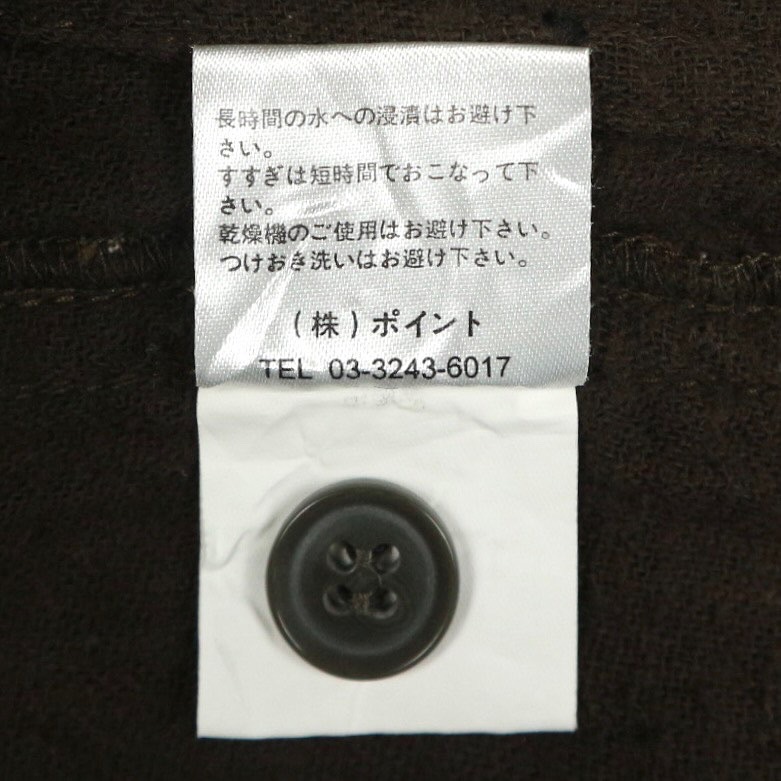 長時間の水への浸漬はお避け下
さい。
すすぎは短時間でおこなって下
さい。
乾燥機のご使用はお避け下さい。
つけおき洗いはお避け下さい。
(株)ポイント
TEL 03-3243-6017